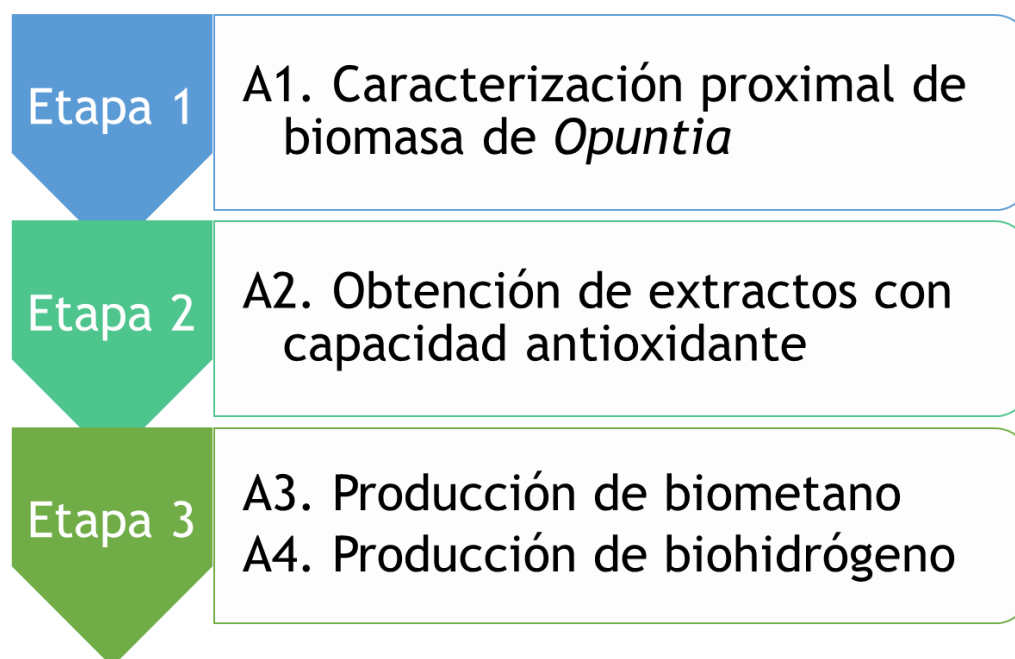 Etapa 1
A1. Caracterización proximal de
biomasa de Opuntia
Etapa 2
A2. Obtención de extractos con
capacidad antioxidante
Etapa 3
A3. Producción de biometano
A4. Producción de biohidrógeno